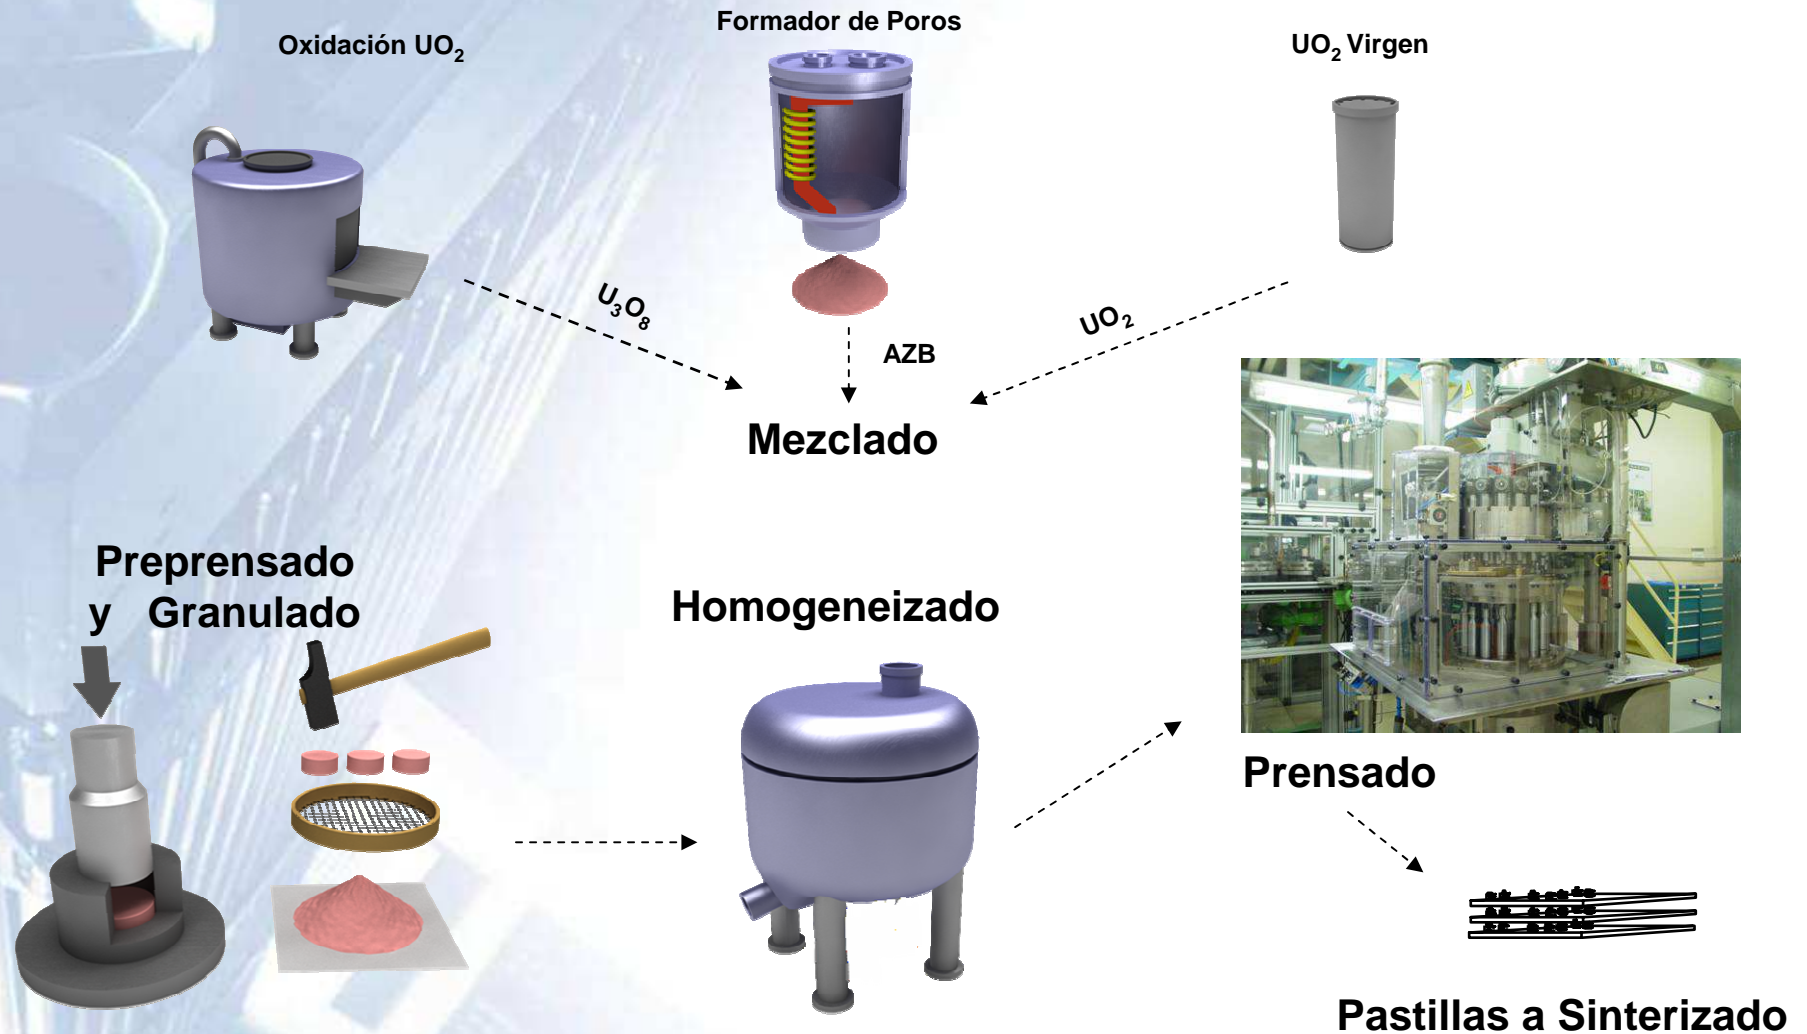 Formador de Poros
Oxidación UO2
UO2 Virgen
U3O8
AZB
UO2
Mezclado
Preprensado
y Granulado
Homogeneizado
Prensado
Pastillas a Sinterizado